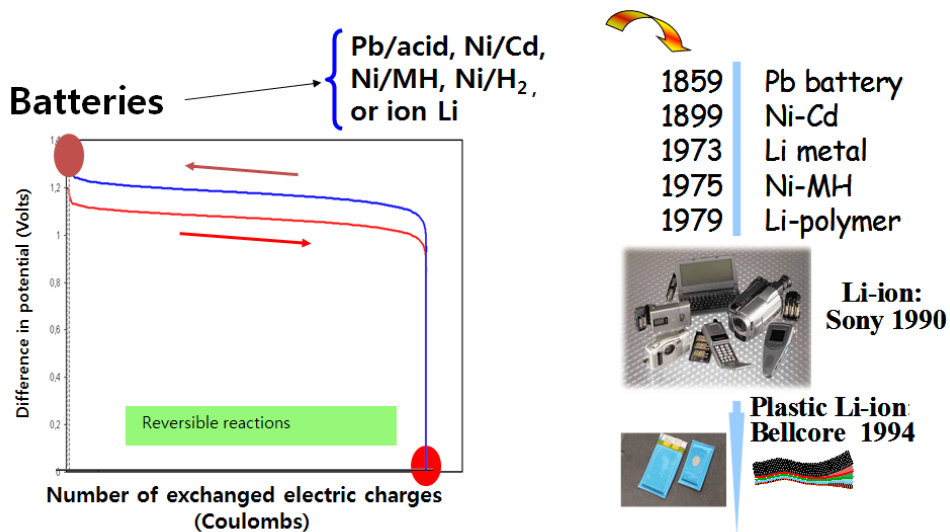 Pb/acid, Ni/Cd,
Ni/MH, Ni/H2 ,
or ion Li
Batteries
Difference in potential (Volts)
1,4
1,2
1
0,8
0,6
0,4
0,2
0
Reversible reactions
Number of exchanged electric charges
(Coulombs)
1859 Pb battery
1899 Ni-Cd
1973 Li metal
1975 Ni-MH
1979 Li-polymer
Li-ion:
Sony 1990
Plastic Li-ion:
Bellcore 1994